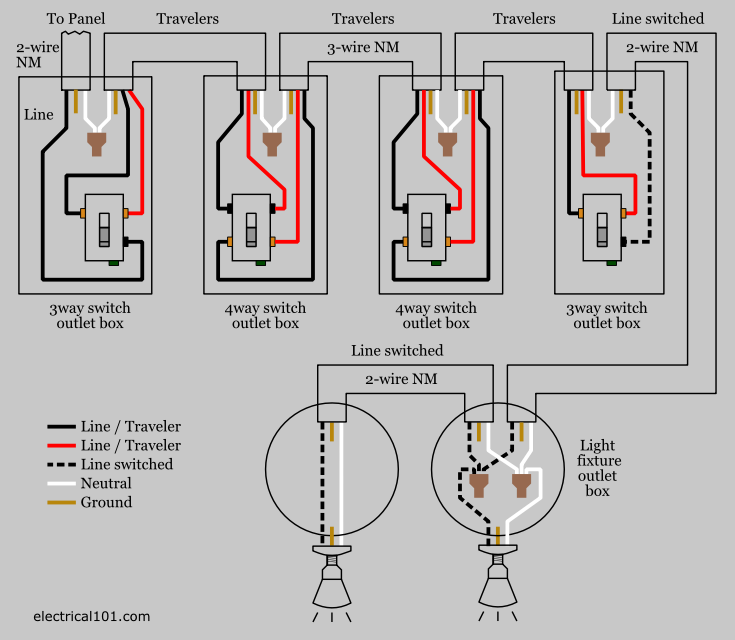 To Panel
Travelers
Travelers
Travelers
Line switched
2-wire
NM
3-wire NM
2-wire NM
Line
3way switch
outlet box
4way switch
outlet box
4way switch
outlet box
3way switch
outlet box
Line switched
2-wire NM
Line / Traveler
Line / Traveler
Line switched
Neutral
Ground
Light
fixture
outlet
box
electrical101.com